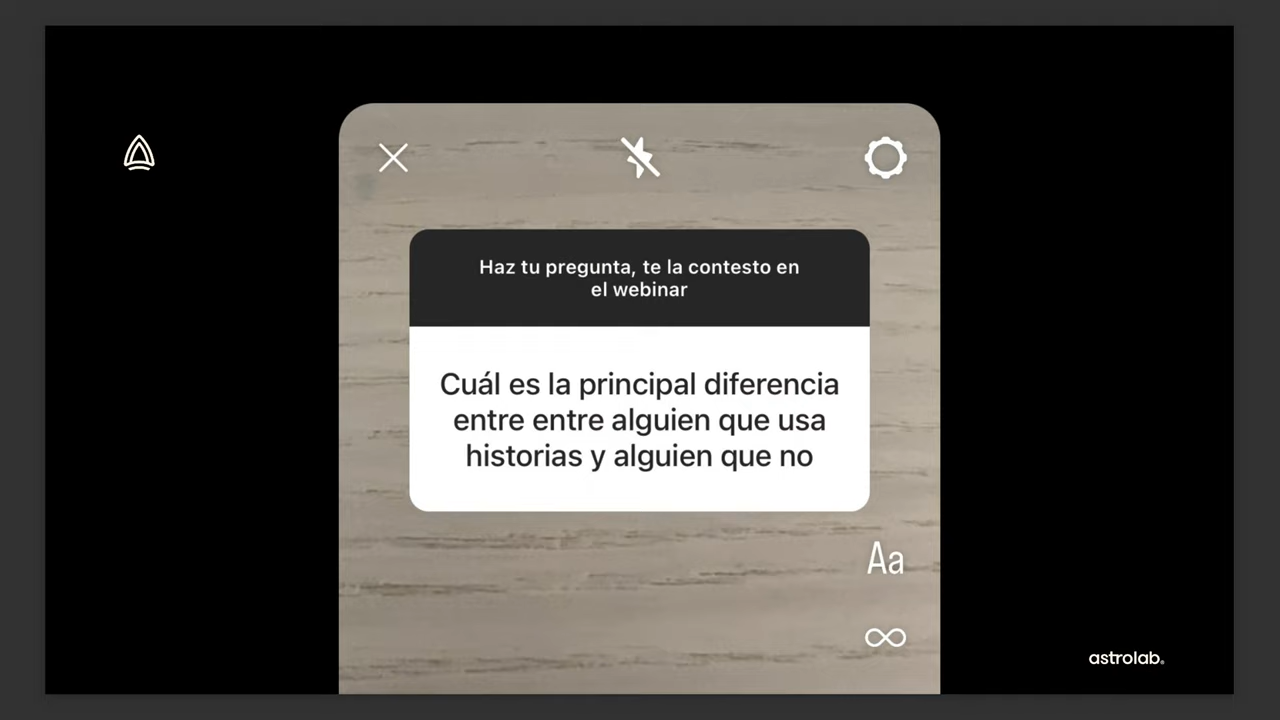 Haz tu pregunta, te la contesto en
el webinar
Cuál es la principal diferencia
entre entre alguien que usa
historias y alguien que no
Aa
astrolab.